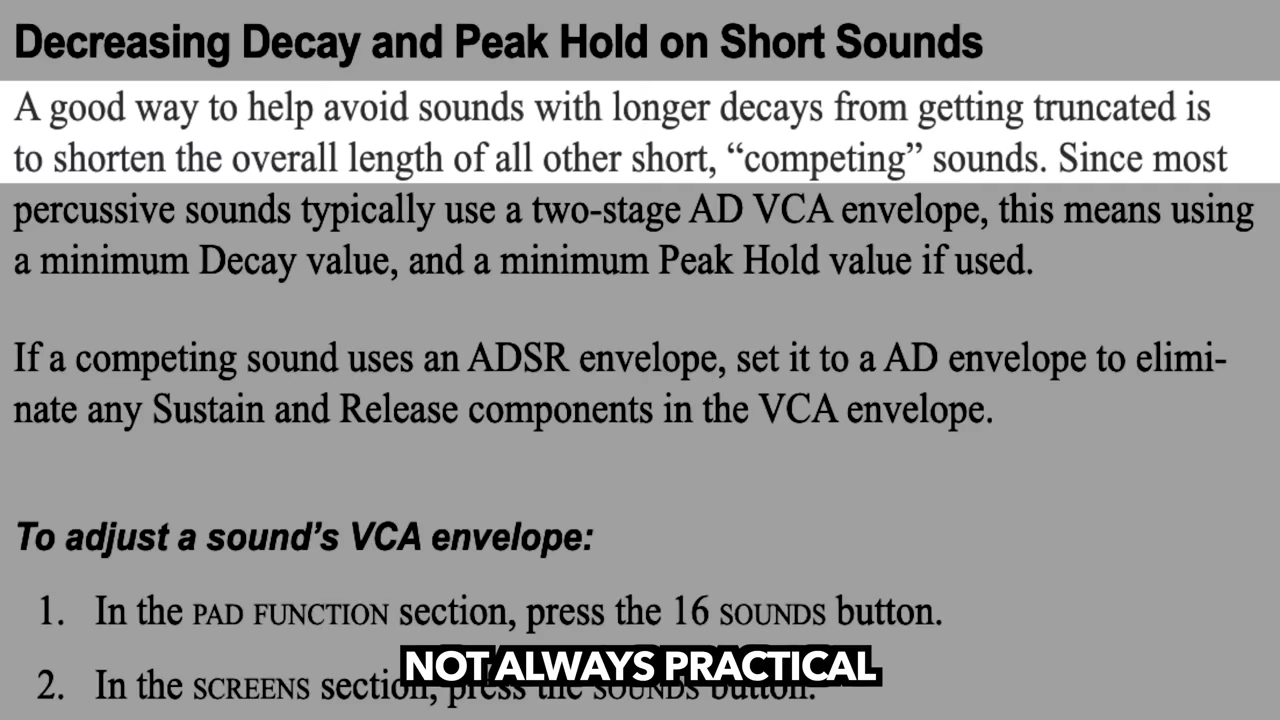 Decreasing Decay and Peak Hold on Short Sounds
A good way to help avoid sounds with longer decays from getting truncated is
to shorten the overall length of all other short, “competing” sounds. Since most
percussive sounds typically use a two-stage AD VCA envelope, this means using
a minimum Decay value, and a minimum Peak Hold value if used.
If a competing sound uses an ADSR envelope, set it to a AD envelope to elimi-
nate any Sustain and Release components in the VCA envelope.
To adjust a sound’s VCA envelope:
1. In the PAD FUNCTION section, press the 16 SOUNDS button.
2. In the SCREENS section, press the SOUNDS button.
NOT ALWAYS PRACTICAL